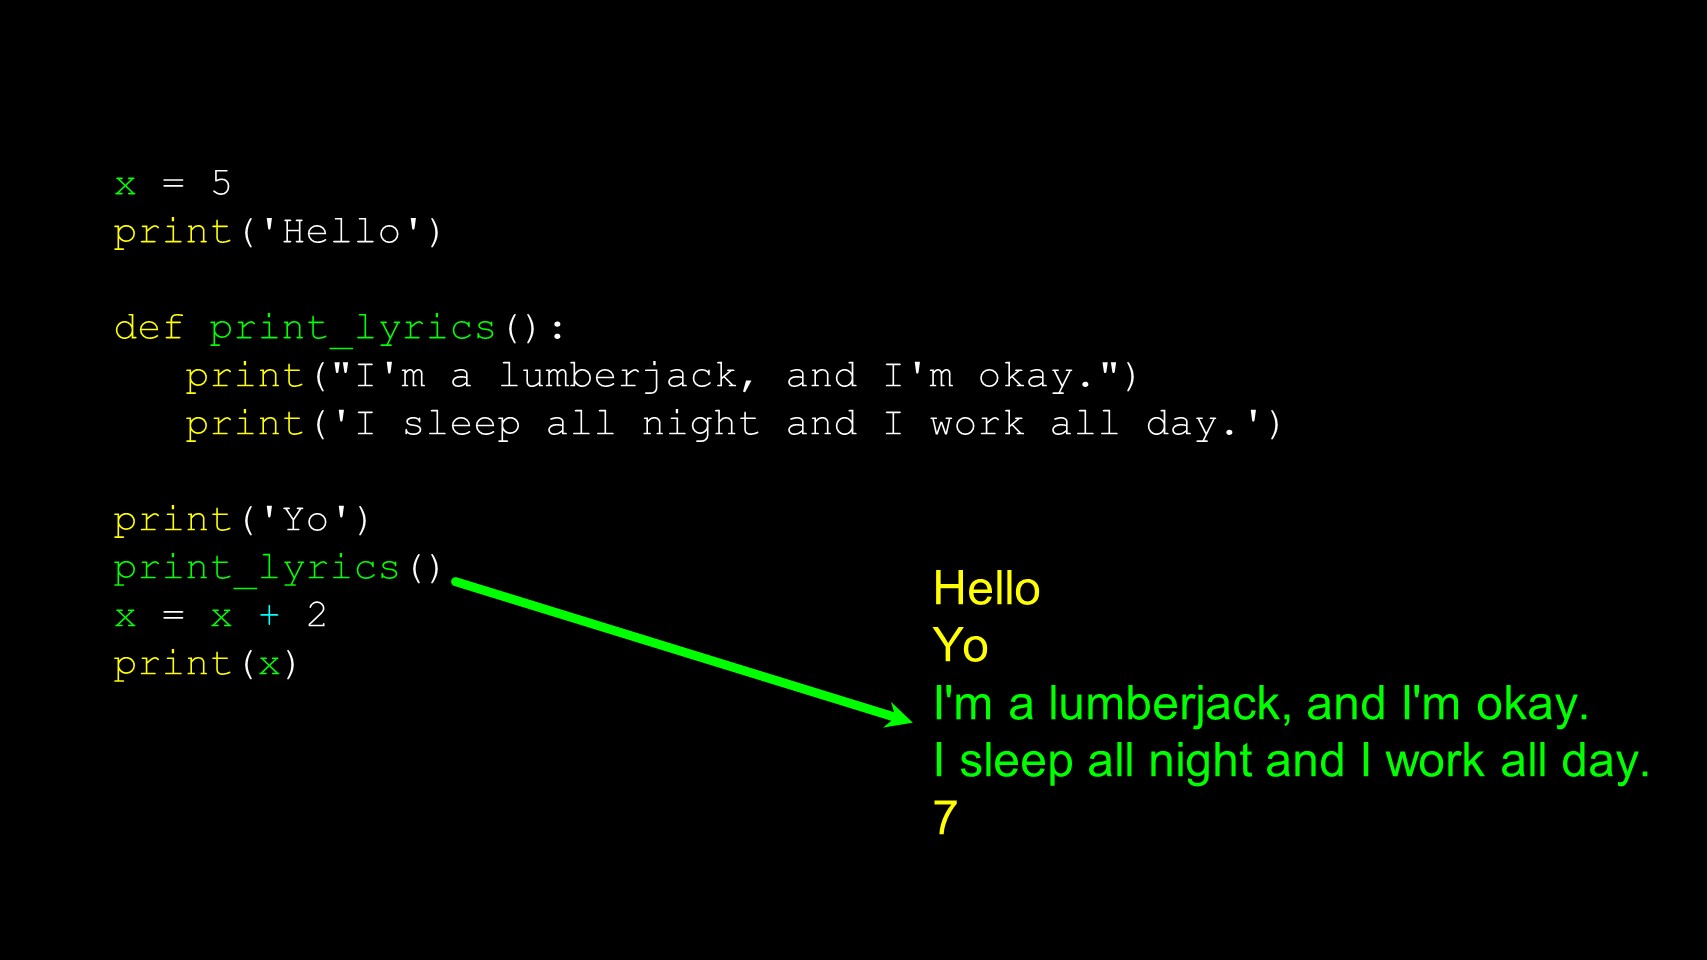 x = 5
print('Hello')
def print_lyrics():
   print("I'm a lumberjack, and I'm okay.")
   print('I sleep all night and I work all day.')
print('Yo')
print_lyrics()
x = x + 2
print(x)
Hello
Yo
I'm a lumberjack, and I'm okay.
I sleep all night and I work all day.
7